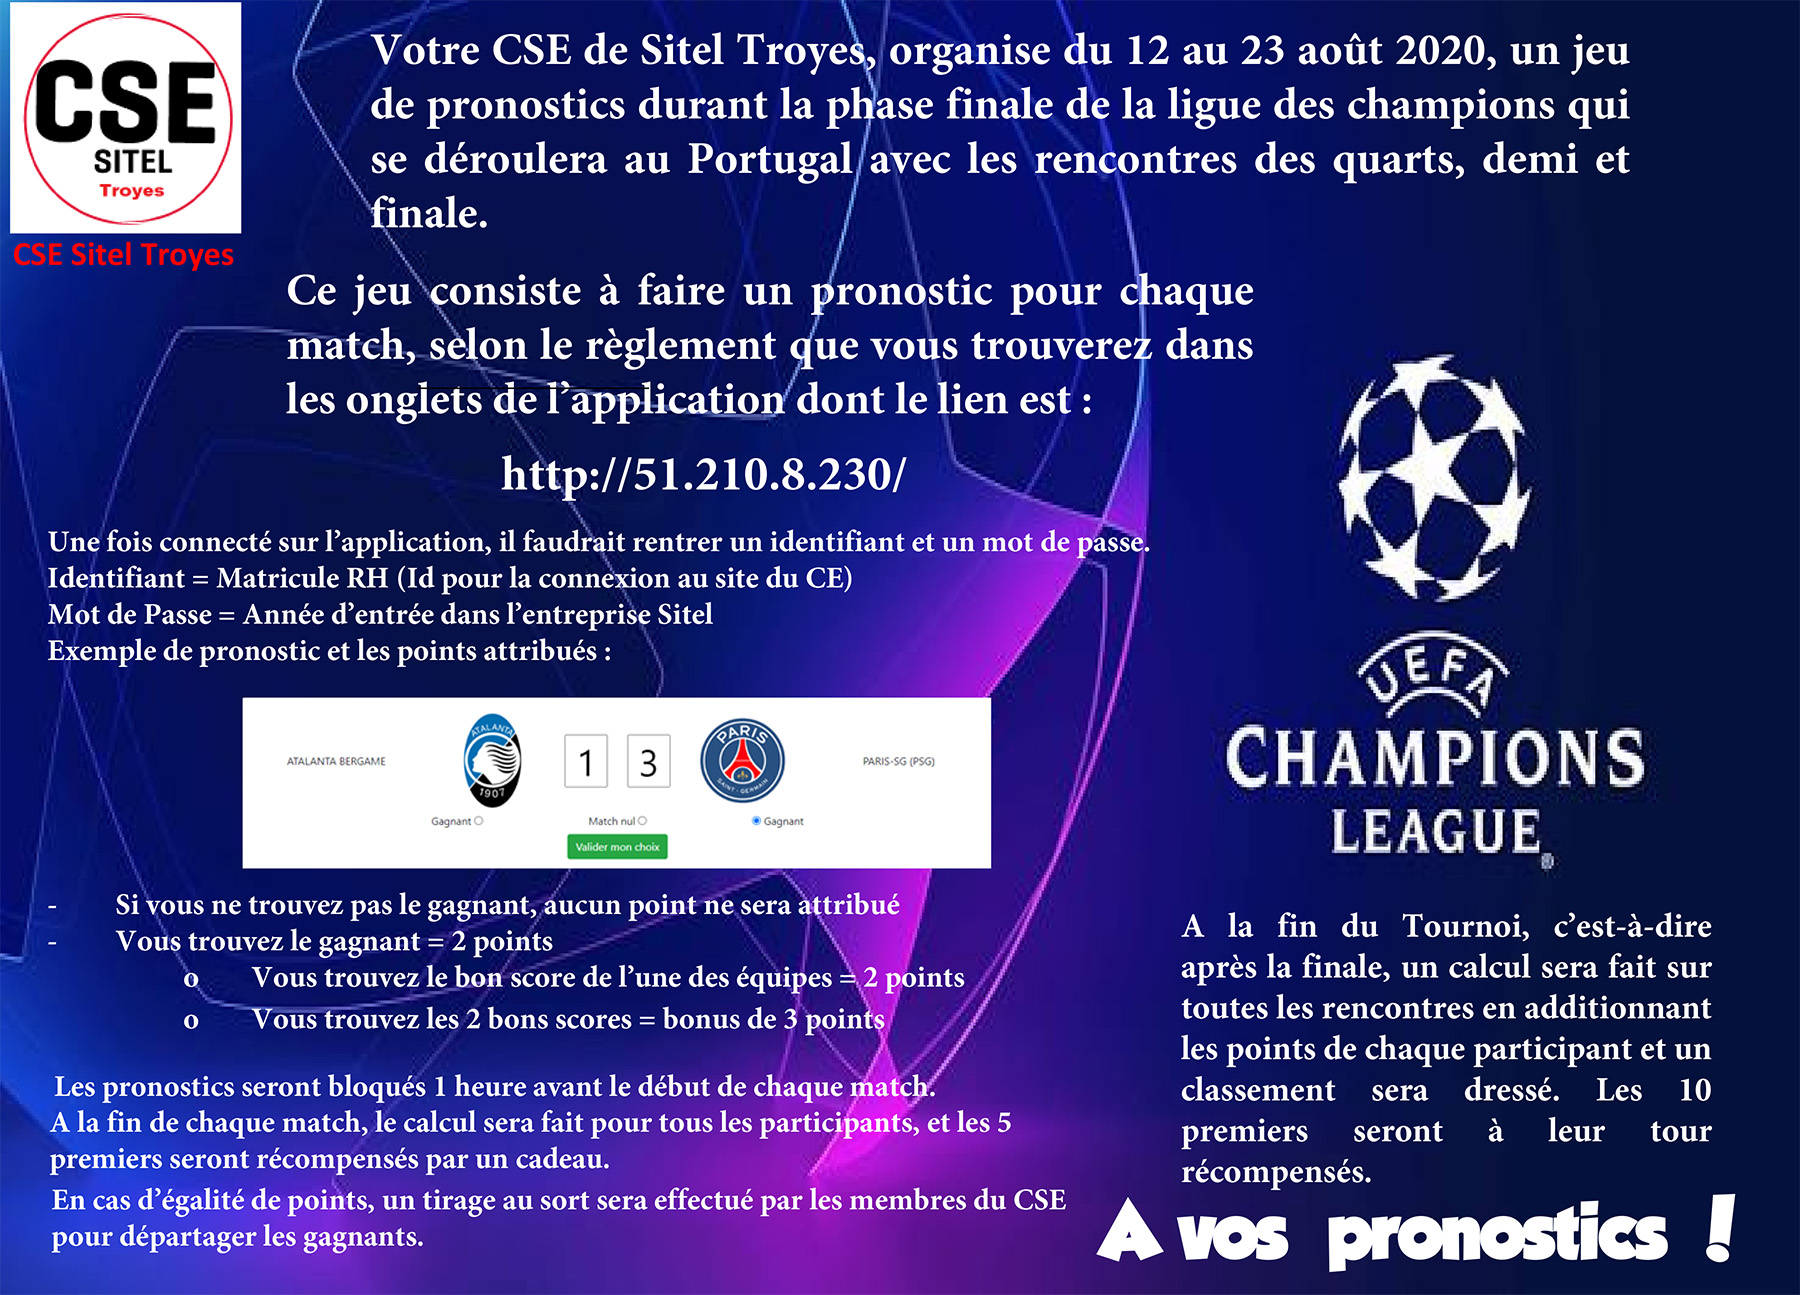 CSE
SITEL
Troyes
CSE Sitel Troyes
Votre CSE de Sitel Troyes, organise du 12 au 23 août 2020, un jeu
de pronostics durant la phase finale de la ligue des champions qui
se déroulera au Portugal avec les rencontres des quarts, demi et
finale.
Ce jeu consiste à faire un pronostic pour chaque
match, selon le règlement que vous trouverez dans
les onglets de l’application dont le lien est :
http://51.210.8.230/
Une fois connecté sur l’application, il faudrait rentrer un identifiant et un mot de passe.
Identifiant = Matricule RH (Id pour la connexion au site du CE)
Mot de Passe = Année d’entrée dans l’entreprise Sitel
Exemple de pronostic et les points attribués :
ATALANTA BERGAME
ATALANTA
1907
1 3
PARIS
SAINT-GERMAIN
PARIS-SG (PSG)
Gagnant Match nul Gagnant
Valider mon choix
- Si vous ne trouvez pas le gagnant, aucun point ne sera attribué
- Vous trouvez le gagnant = 2 points
o Vous trouvez le bon score de l’une des équipes = 2 points
o Vous trouvez les 2 bons scores = bonus de 3 points
Les pronostics seront bloqués 1 heure avant le début de chaque match.
A la fin de chaque match, le calcul sera fait pour tous les participants, et les 5
premiers seront récompensés par un cadeau.
En cas d’égalité de points, un tirage au sort sera effectué par les membres du CSE
pour départager les gagnants.
UEFA
CHAMPIONS
LEAGUE®
A la fin du Tournoi, c’est-à-dire
après la finale, un calcul sera fait sur
toutes les rencontres en additionnant
les points de chaque participant et un
classement sera dressé. Les 10
premiers seront à leur tour
récompensés.
A vos pronostics !